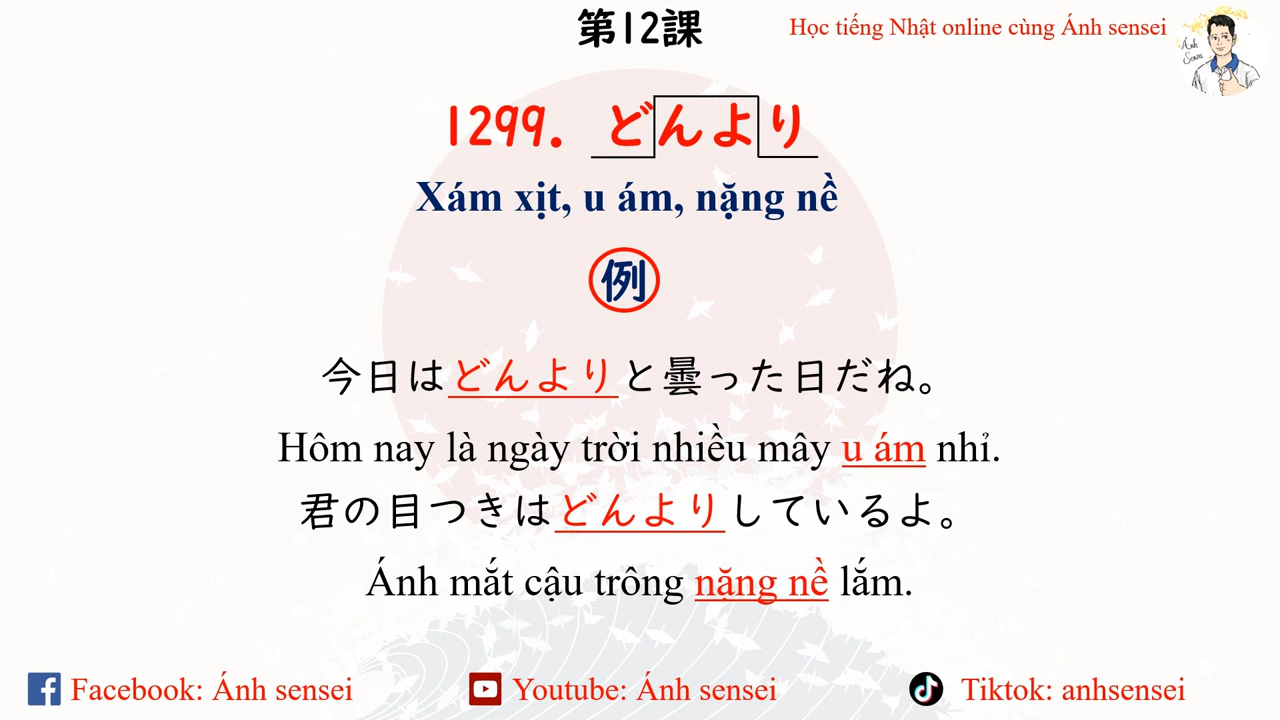 第12課
Học tiếng Nhật online cùng Ánh sensei
Ánh Sensei
1299. どんより
Xám xịt, u ám, nặng nề
例
今日はどんよりと曇った日だね。
Hôm nay là ngày trời nhiều mây u ám nhỉ.
君の目つきはどんよりしているよ。
Ánh mắt cậu trông nặng nề lắm.
Facebook: Ánh sensei
Youtube: Ánh sensei
Tiktok: anhsensei